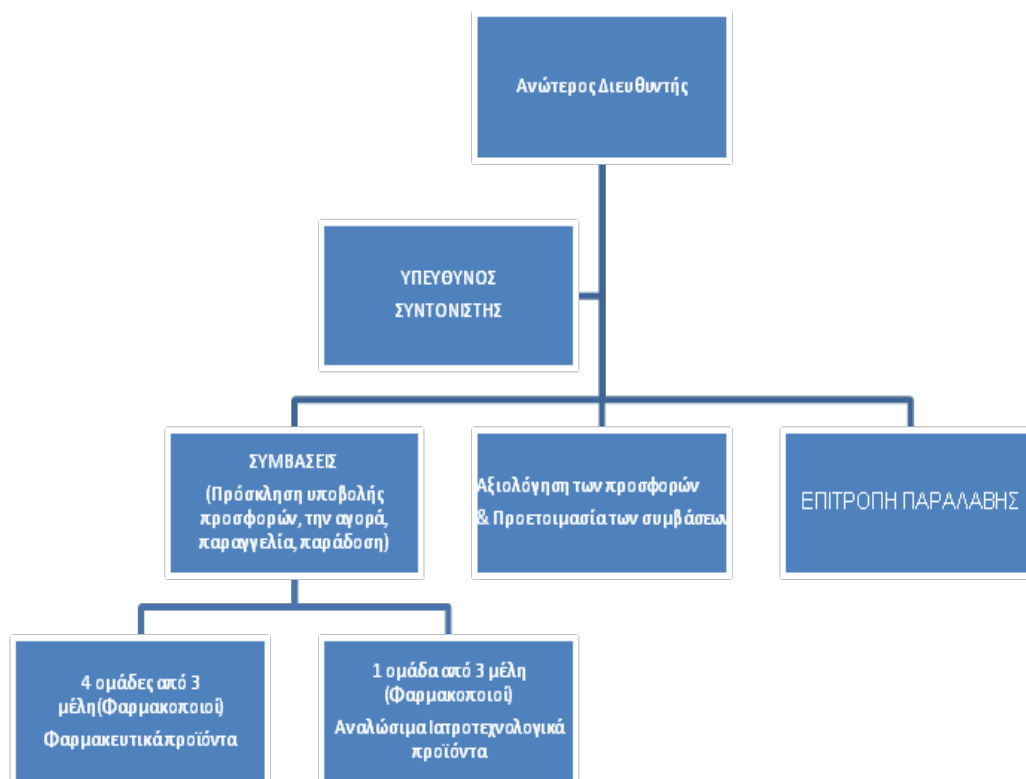 Ανώτερος Διευθυντής
ΥΠΕΥΘΥΝΟΣ
ΣΥΝΤΟΝΙΣΤΗΣ
ΣΥΜΒΑΣΕΙΣ
(Πρόσκληση υποβολής
προσφορών, την αγορά,
παραγγελία, παράδοση)
Αξιολόγηση των προσφορών
& Προετοιμασία των συμβάσεων
ΕΠΙΤΡΟΠΗ ΠΑΡΑΛΑΒΗΣ
4 ομάδες από 3
μέλη (Φαρμακοποιοί)
Φαρμακευτικά προϊόντα
1 ομάδα από 3 μέλη
(Φαρμακοποιοί)
Αναλώσιμα Ιατροτεχνολογικά
προϊόντα